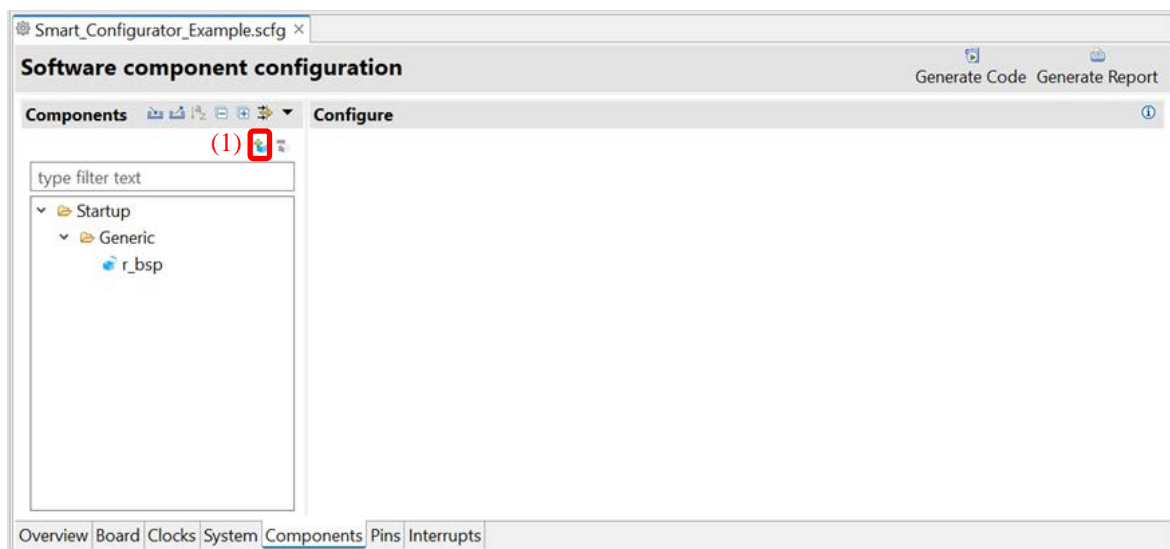 Smart_Configurator_Example.scfg
Software component configuration
Generate Code Generate Report
Components Configure
(1)
type filter text
Startup
Generic
r_bsp
Overview Board Clocks System Components Pins Interrupts